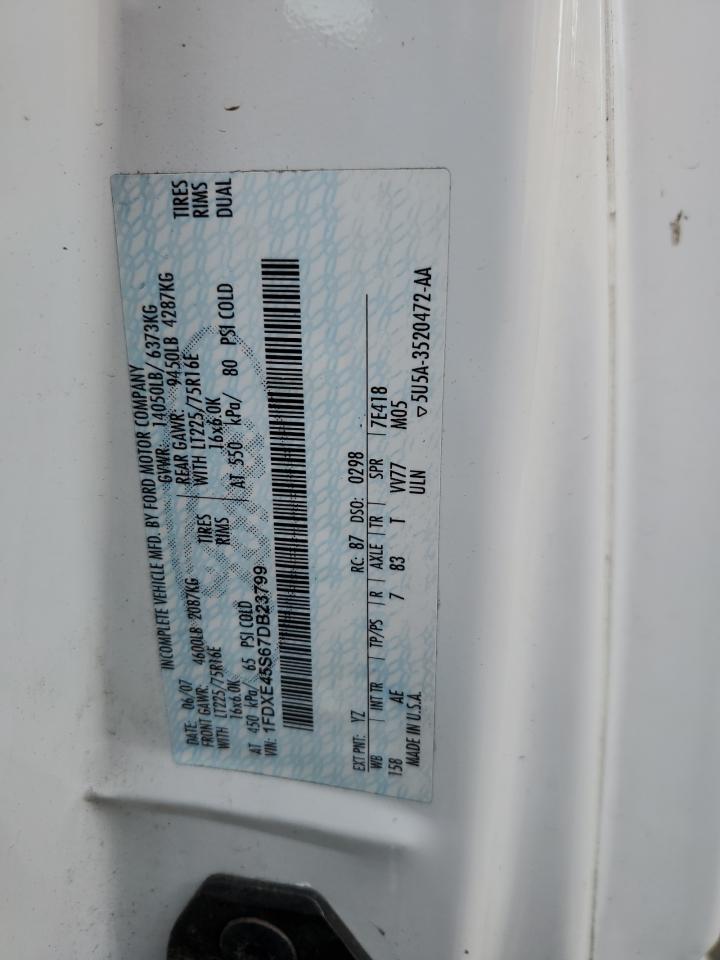 INCOMPLETE VEHICLE MFD. BY FORD MOTOR COMPANY
DATE: 06/07 GVWR: 14050LB/ 6373KG
FRONT GAWR: 4600LB 2087KG REAR GAWR: 9450LB 4287KG
WITH LT225/75R16E TIRES WITH LT225/75R16E TIRES
16x6.0K RIMS 16x6.0K RIMS
AT 450 kPa/ 65 PSI COLD AT 550 kPa/ 80 PSI COLD DUAL
VIN: 1FDXE45S67DB23799
EXT PNT: YZ RC: 87 DSO: 0298
WB INT TR TP/PS R AXLE TR SPR 7E418
158 AE 7 83 T VV77 M05
MADE IN U.S.A. ULN ▽5U5A-3520472-AA